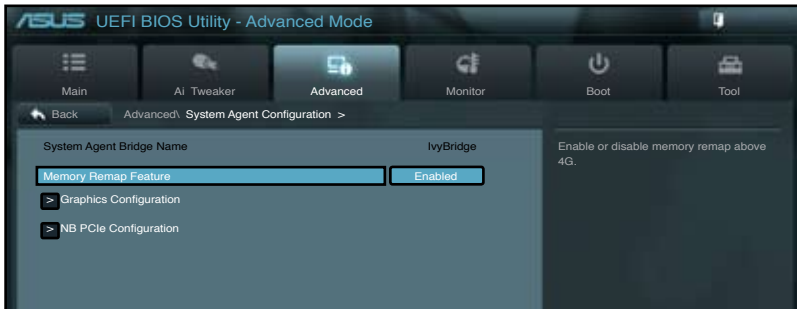 ASUS UEFI BIOS Utility - Advanced Mode
Main Ai Tweaker Advanced Monitor Boot Tool
Back Advanced\ System Agent Configuration >
System Agent Bridge Name IvyBridge
Memory Remap Feature Enabled
> Graphics Configuration
> NB PCIe Configuration
Enable or disable memory remap above
4G.